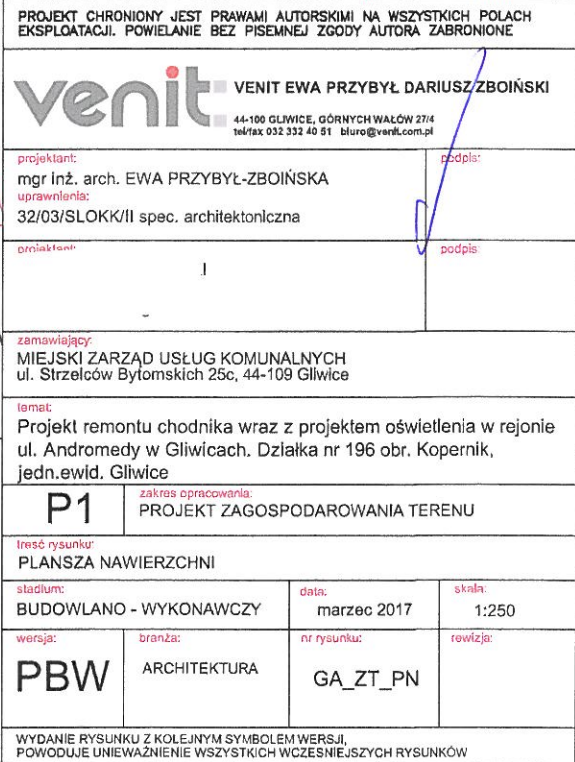 PROJEKT CHRONIONY JEST PRAWAMI AUTORSKIMI NA WSZYSTKICH POLACH
EKSPLOATACJI. POWIELANIE BEZ PISEMNEJ ZGODY AUTORA ZABRONIONE
venit
VENIT EWA PRZYBYŁ DARIUSZ ZBOIŃSKI
44-100 GLIWICE, GÓRNYCH WAŁÓW 27/4
tel/fax 032 332 40 51 biuro@venit.com.pl
projektant:
podpis:
mgr inż. arch. EWA PRZYBYŁ-ZBOIŃSKA
uprawnienia:
32/03/SLOKK/II spec. architektoniczna
projektant:
podpis:
zamawiający:
MIEJSKI ZARZĄD USŁUG KOMUNALNYCH
ul. Strzelców Bytomskich 25c, 44-109 Gliwice
temat:
Projekt remontu chodnika wraz z projektem oświetlenia w rejonie
ul. Andromedy w Gliwicach. Działka nr 196 obr. Kopernik,
jedn.ewid. Gliwice
P1
zakres opracowania:
PROJEKT ZAGOSPODAROWANIA TERENU
treść rysunku:
PLANSZA NAWIERZCHNI
stadium:
data:
skala:
BUDOWLANO - WYKONAWCZY
marzec 2017
1:250
wersja:
branża:
nr rysunku:
rewizja:
PBW
ARCHITEKTURA
GA_ZT_PN
WYDANIE RYSUNKU Z KOLEJNYM SYMBOLEM WERSJI,
POWODUJE UNIEWAŻNIENIE WSZYSTKICH WCZEŚNIEJSZYCH RYSUNKÓW